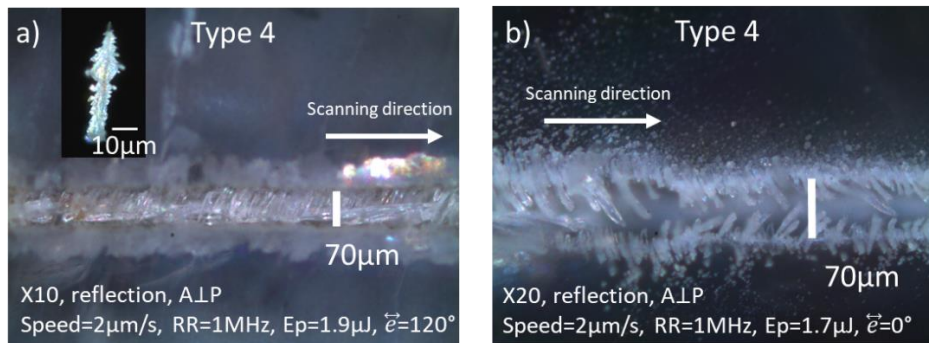 a)
Type 4
Scanning direction
10μm
70μm
X10, reflection, A⊥P
Speed=2μm/s, RR=1MHz, Ep=1.9μJ, e⃡=120°
b)
Type 4
Scanning direction
70μm
X20, reflection, A⊥P
Speed=2μm/s, RR=1MHz, Ep=1.7μJ, e⃡=0°